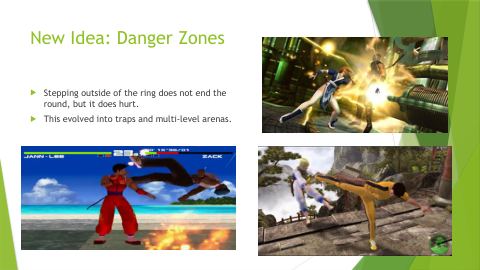 New Idea: Danger Zones
Stepping outside of the ring does not end the
round, but it does hurt.
This evolved into traps and multi-level arenas.
JANN-LEE
ZACK